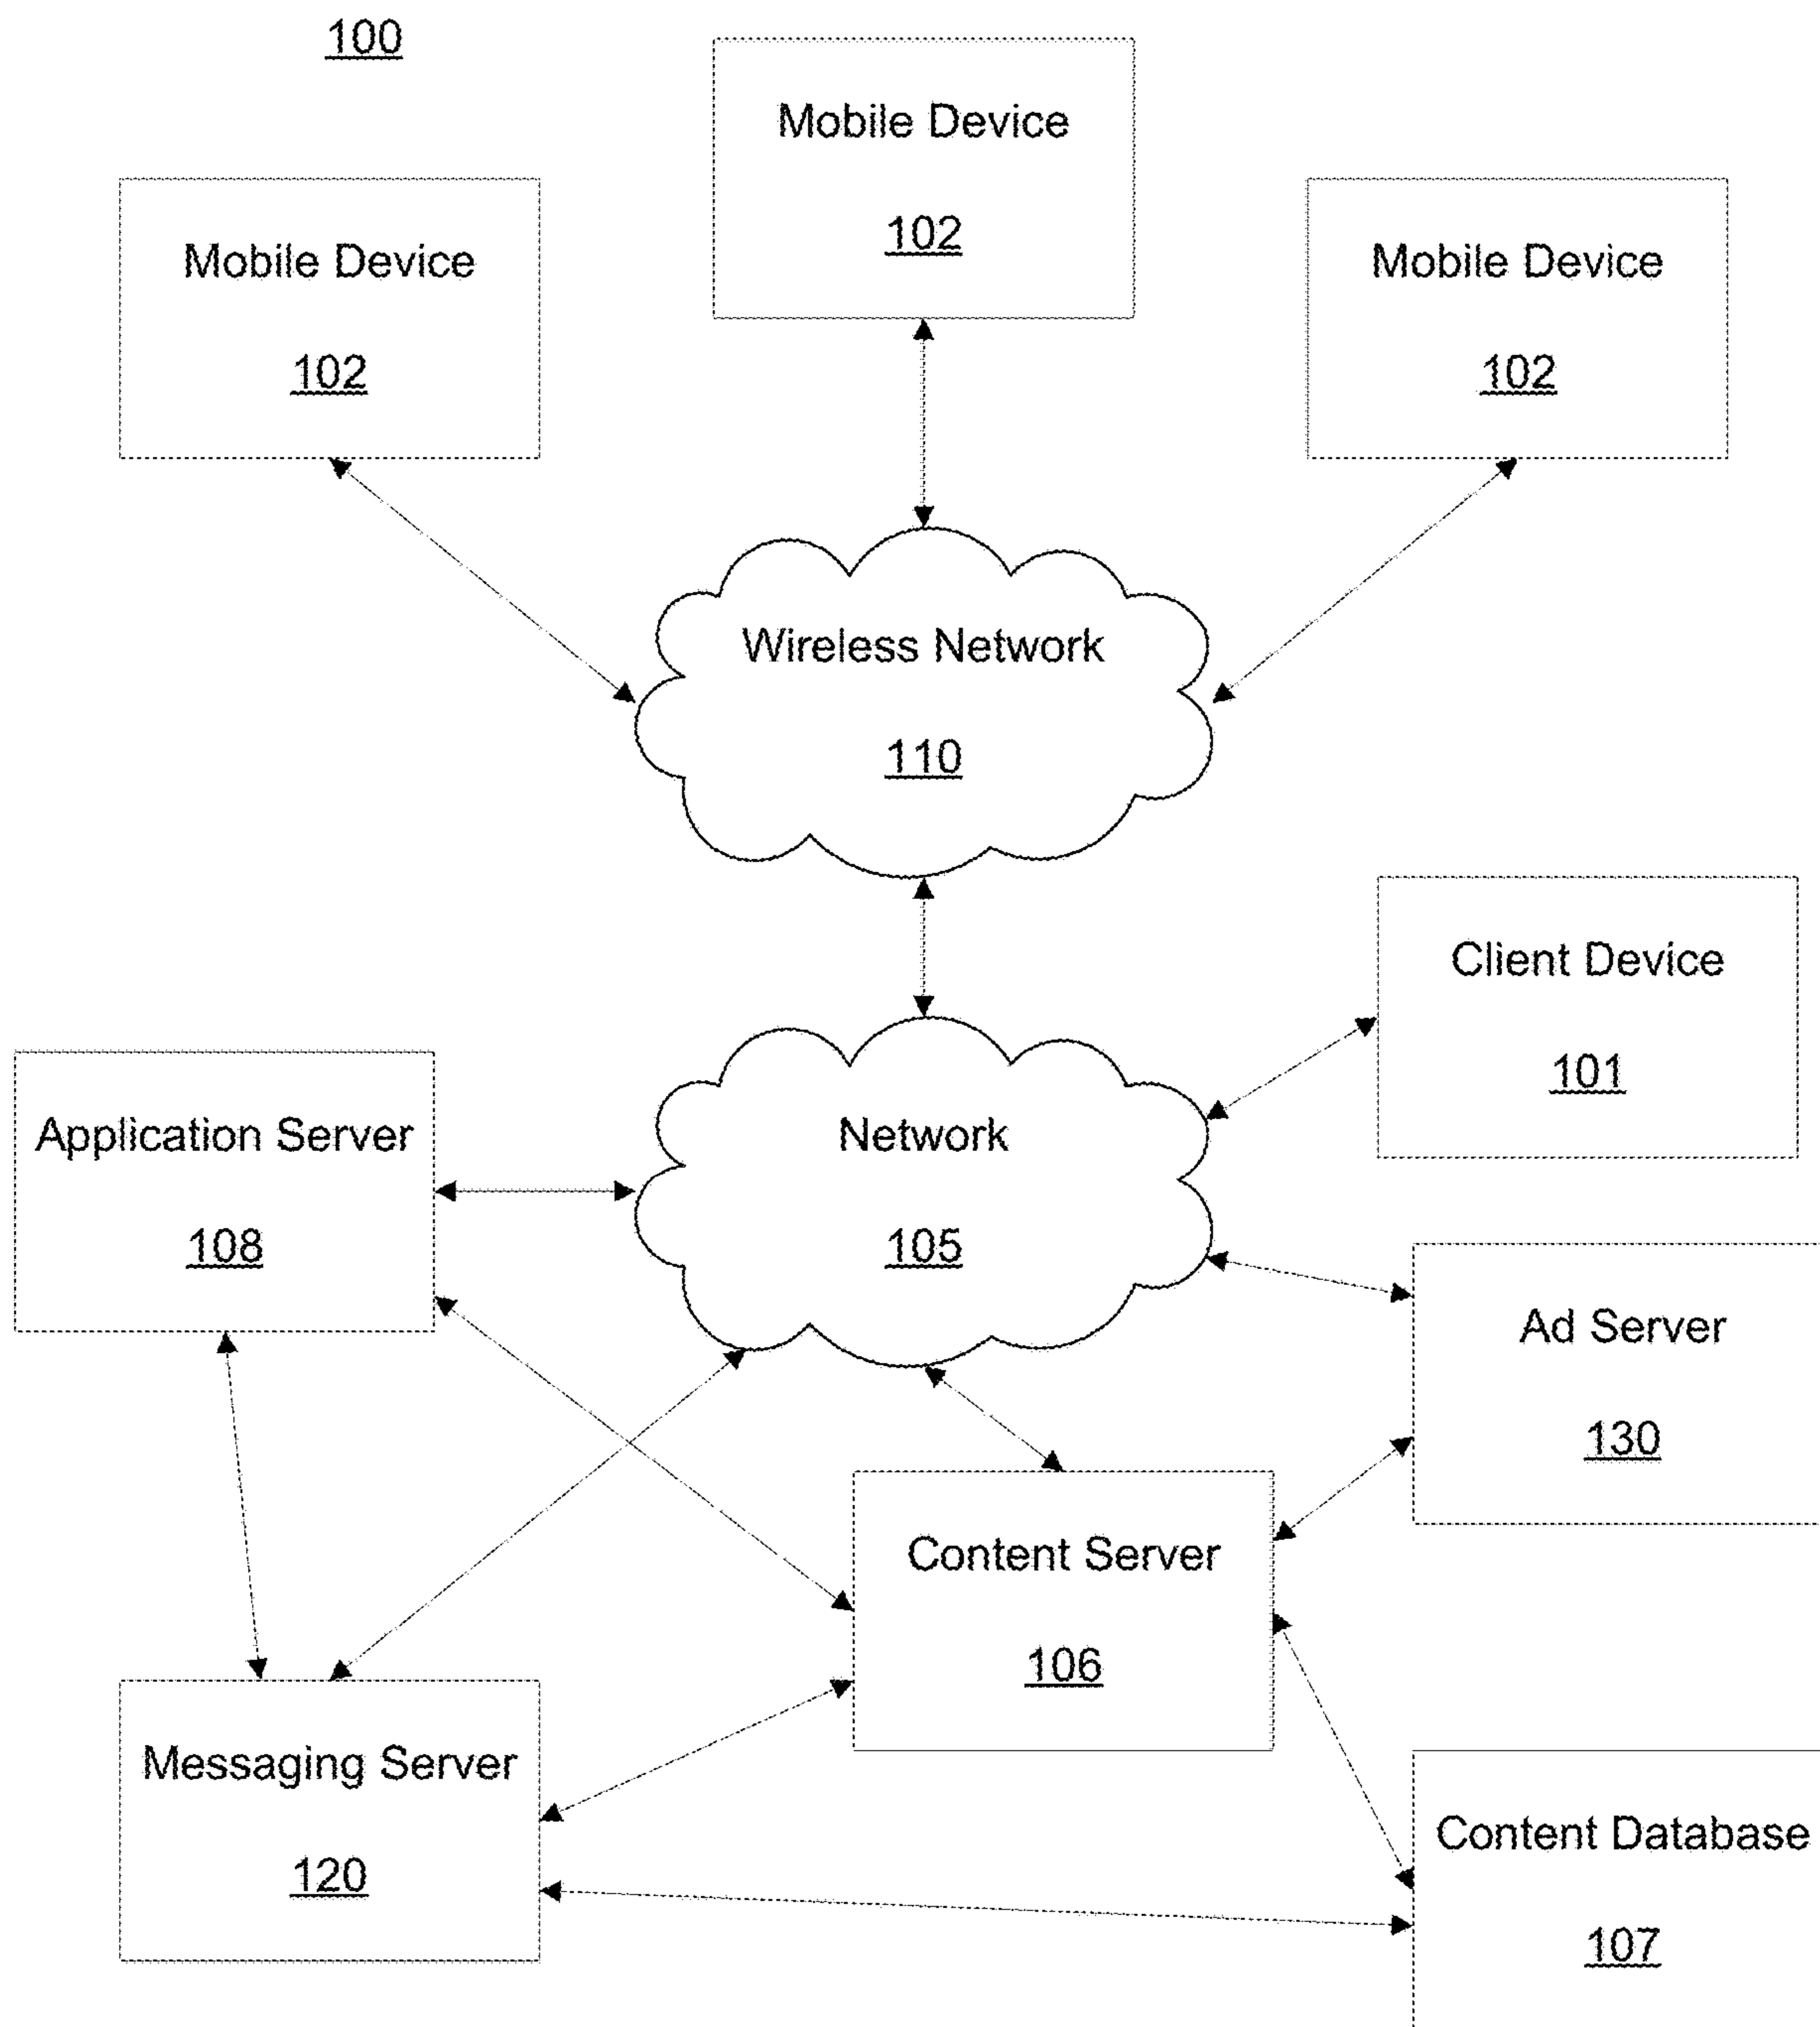 100
Mobile Device
102
Mobile Device
102
Mobile Device
102
Wireless Network
110
Client Device
101
Application Server
108
Network
105
Ad Server
130
Content Server
106
Messaging Server
120
Content Database
107